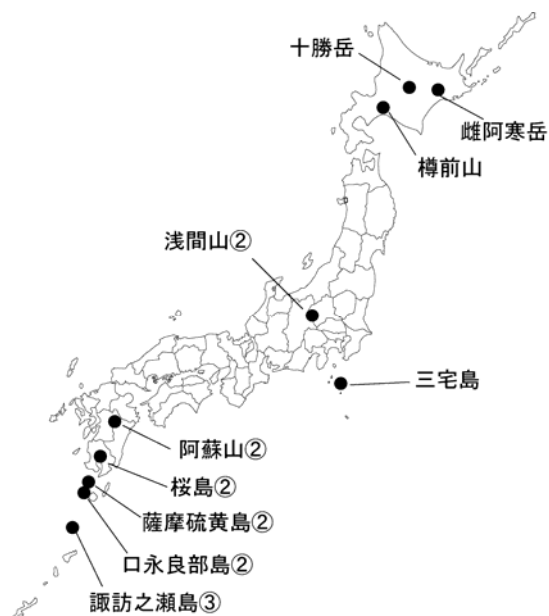 十勝岳
雌阿寒岳
樽前山
浅間山②
三宅島
阿蘇山②
桜島②
薩摩硫黄島②
口永良部島②
諏訪之瀬島③